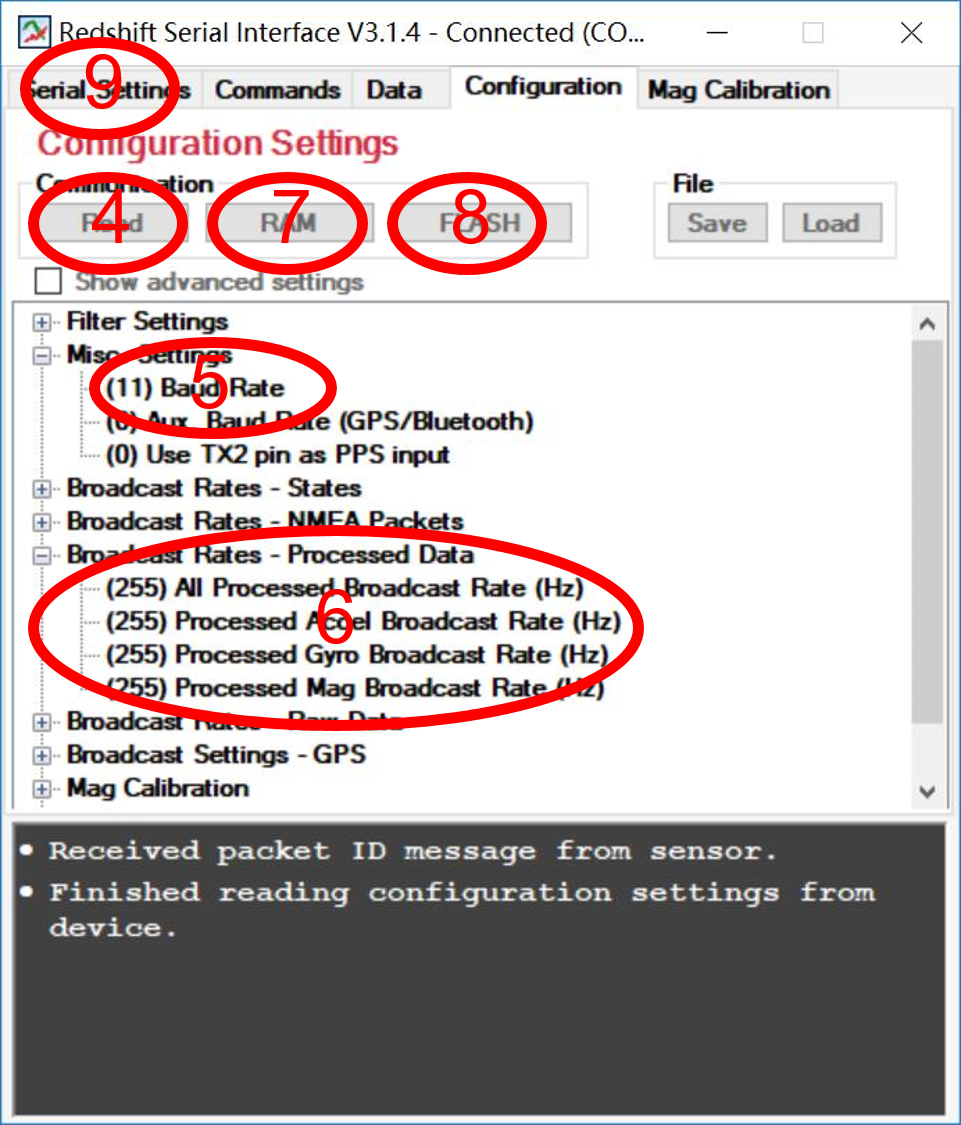 Redshift Serial Interface V3.1.4 - Connected (CO...
9
Serial Settings Commands Data Configuration Mag Calibration
Configuration Settings
Communication File
4 7 8
Read RAM FLASH Save Load
Show advanced settings
Filter Settings
Misc. Settings
5
(11) Baud Rate
(0) Aux. Baud Rate (GPS/Bluetooth)
(0) Use TX2 pin as PPS input
Broadcast Rates - States
Broadcast Rates - NMEA Packets
Broadcast Rates - Processed Data
(255) All Processed Broadcast Rate (Hz)
6
(255) Processed Accel Broadcast Rate (Hz)
(255) Processed Gyro Broadcast Rate (Hz)
(255) Processed Mag Broadcast Rate (Hz)
Broadcast Rates - Raw Data
Broadcast Settings - GPS
Mag Calibration
• Received packet ID message from sensor.
• Finished reading configuration settings from
device.